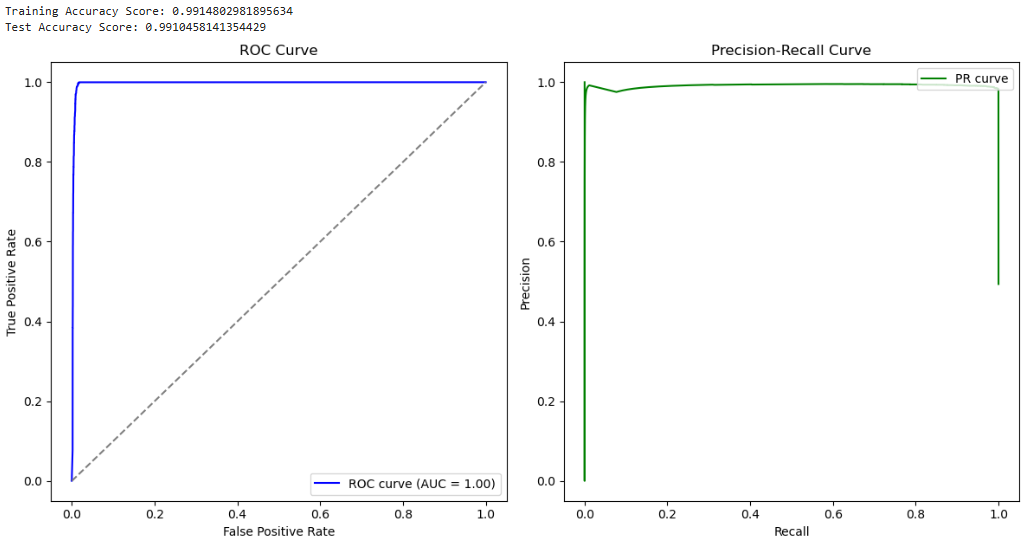 Training Accuracy Score: 0.9914802981895634
Test Accuracy Score: 0.9910458141354429
ROC Curve
1.0
0.8
0.6
0.4
0.2
0.0
True Positive Rate
ROC curve (AUC = 1.00)
0.0 0.2 0.4 0.6 0.8 1.0
False Positive Rate
Precision-Recall Curve
PR curve
1.0
0.8
0.6
0.4
0.2
0.0
Precision
0.0 0.2 0.4 0.6 0.8 1.0
Recall